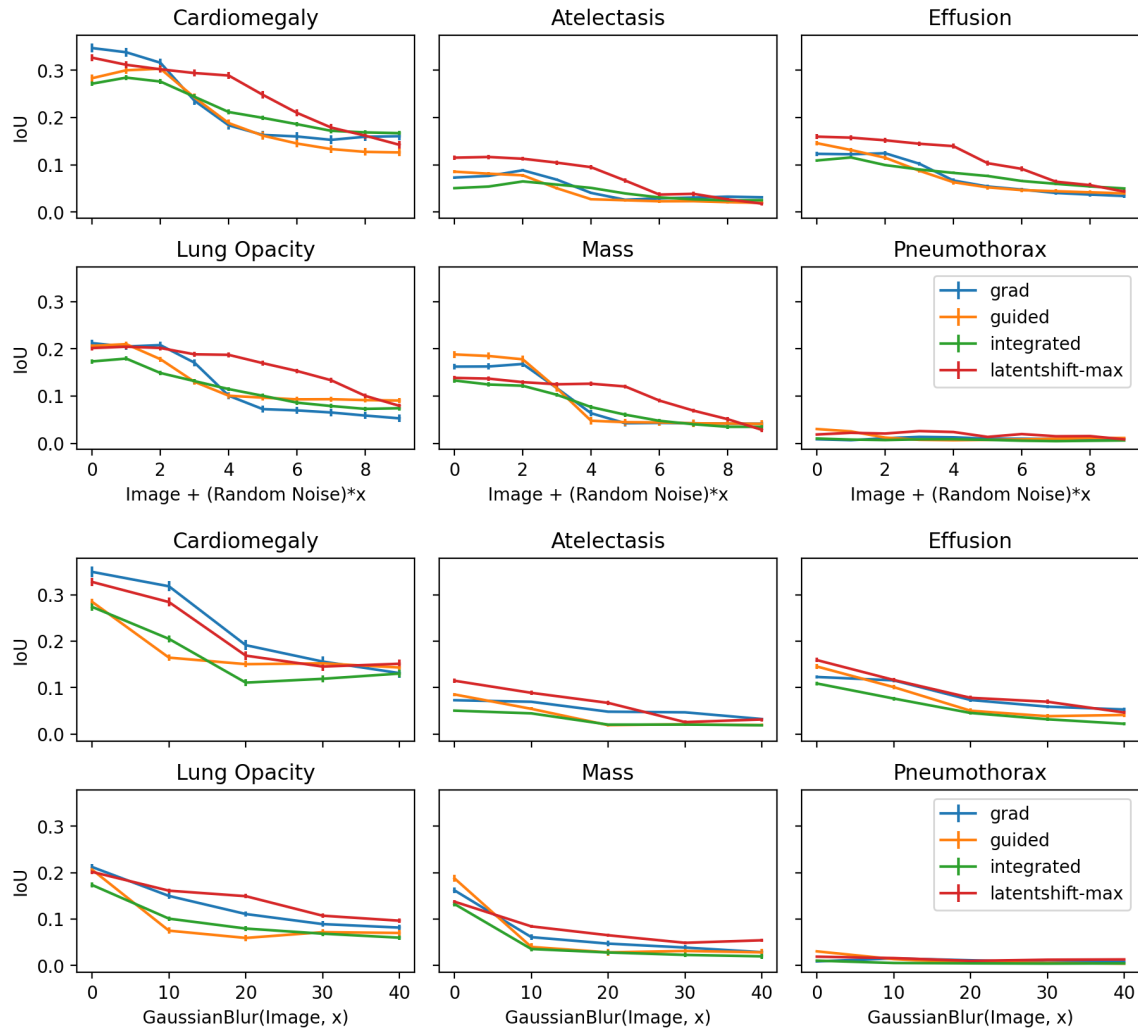 Cardiomegaly Atelectasis Effusion
IoU
0.3
0.2
0.1
0.0
Lung Opacity Mass Pneumothorax
IoU
0.3
0.2
0.1
0.0
grad
guided
integrated
latentshift-max
0 2 4 6 8 0 2 4 6 8 0 2 4 6 8
Image + (Random Noise)*x Image + (Random Noise)*x Image + (Random Noise)*x
Cardiomegaly Atelectasis Effusion
IoU
0.3
0.2
0.1
0.0
Lung Opacity Mass Pneumothorax
IoU
0.3
0.2
0.1
0.0
grad
guided
integrated
latentshift-max
0 10 20 30 40 0 10 20 30 40 0 10 20 30 40
GaussianBlur(Image, x) GaussianBlur(Image, x) GaussianBlur(Image, x)